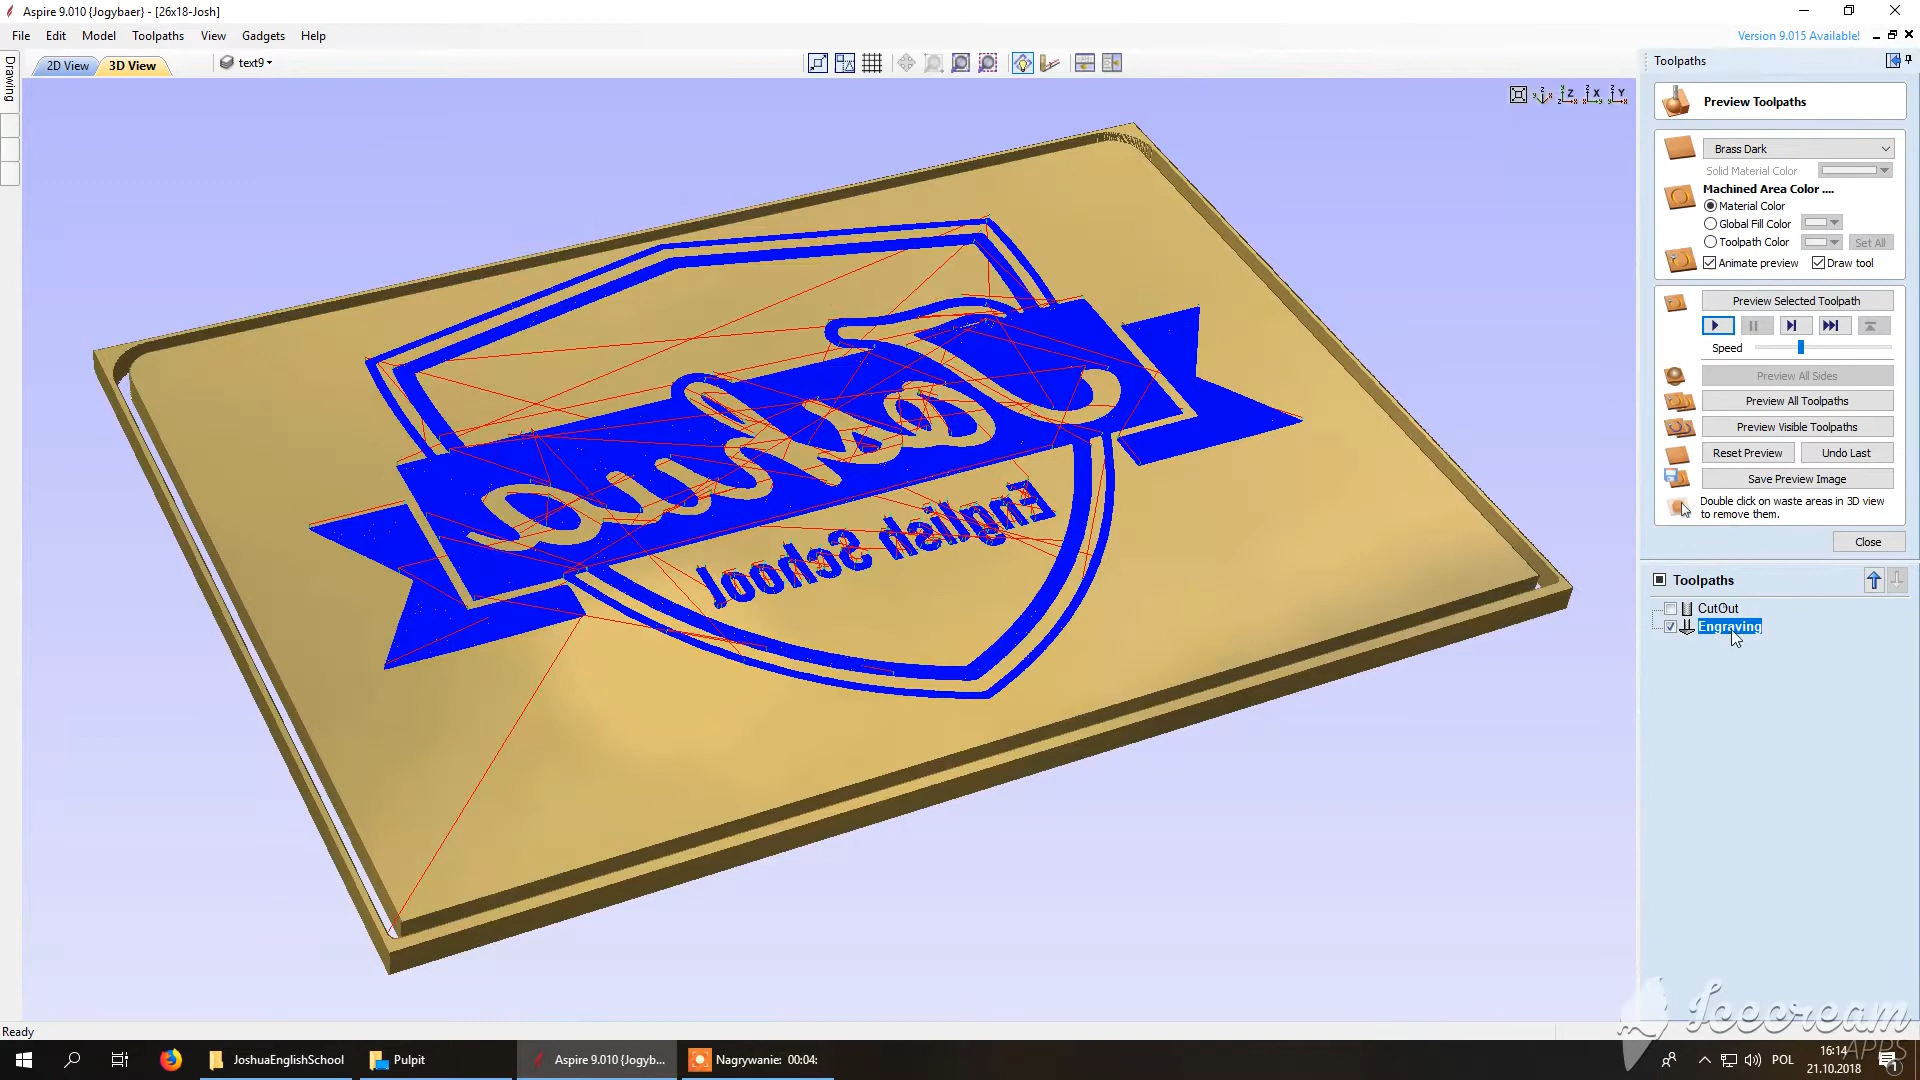 Aspire 9.010 {Jogybaer} - [26x18-Josh]
File Edit Model Toolpaths View Gadgets Help
Version 9.015 Available!
Drawing
2D View 3D View text9
Toolpaths
Preview Toolpaths
Brass Dark
Solid Material Color
Machined Area Color ....
Material Color
Global Fill Color
Toolpath Color Set All
Animate preview Draw tool
Preview Selected Toolpath
Speed
Preview All Sides
Preview All Toolpaths
Preview Visible Toolpaths
Reset Preview Undo Last
Save Preview Image
Double click on waste areas in 3D view
to remove them.
Close
Toolpaths
CutOut
Engraving
Joshua
English School
Ready
Icecream
APPS
JoshuaEnglishSchool Pulpit Aspire 9.010 {Jogyb... Nagrywanie: 00:04: POL 16:14
21.10.2018
1